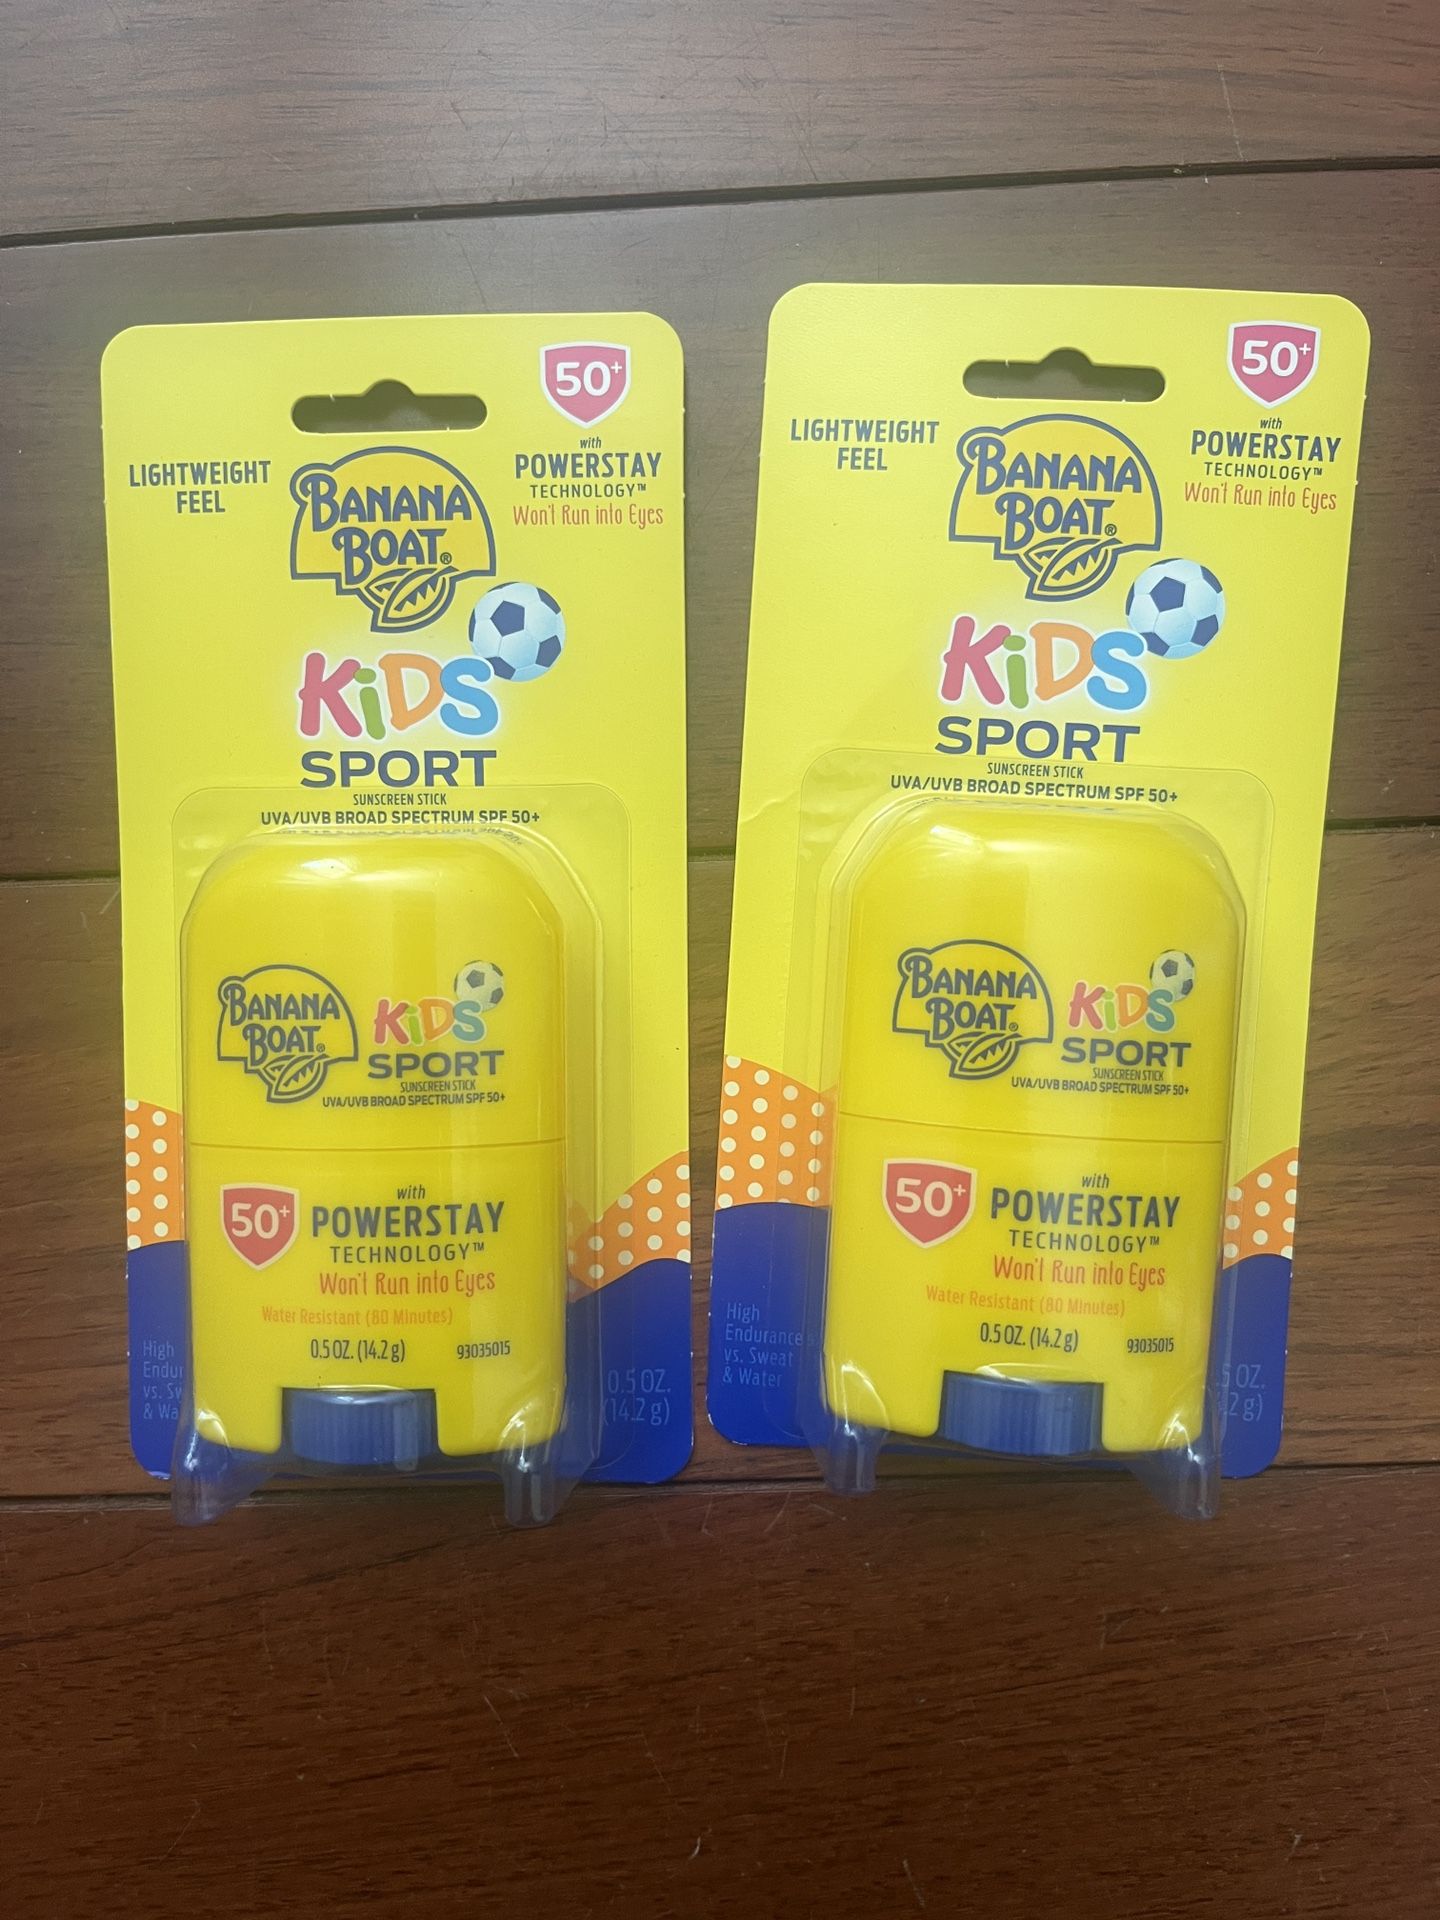 50+
with
POWERSTAY
TECHNOLOGY™
Won't Run into Eyes
LIGHTWEIGHT
FEEL
BANANA
BOAT®
KiDS
SPORT
SUNSCREEN STICK
UVA/UVB BROAD SPECTRUM SPF 50+
BANANA
BOAT®
KiDS
SPORT
SUNSCREEN STICK
UVA/UVB BROAD SPECTRUM SPF 50+
50+
with
POWERSTAY
TECHNOLOGY™
Won't Run into Eyes
Water Resistant (80 Minutes)
0.5 OZ. (14.2 g)
93035015
High
vs.
&
0.5 OZ.
(14.2 g)
50+
with
POWERSTAY
TECHNOLOGY™
Won't Run into Eyes
LIGHTWEIGHT
FEEL
BANANA
BOAT®
KiDS
SPORT
SUNSCREEN STICK
UVA/UVB BROAD SPECTRUM SPF 50+
BANANA
BOAT®
KiDS
SPORT
SUNSCREEN STICK
UVA/UVB BROAD SPECTRUM SPF 50+
50+
with
POWERSTAY
TECHNOLOGY™
Won't Run into Eyes
Water Resistant (80 Minutes)
0.5 OZ. (14.2 g)
93035015
High
Endurance
vs. Sweat
& Water
OZ.
g)